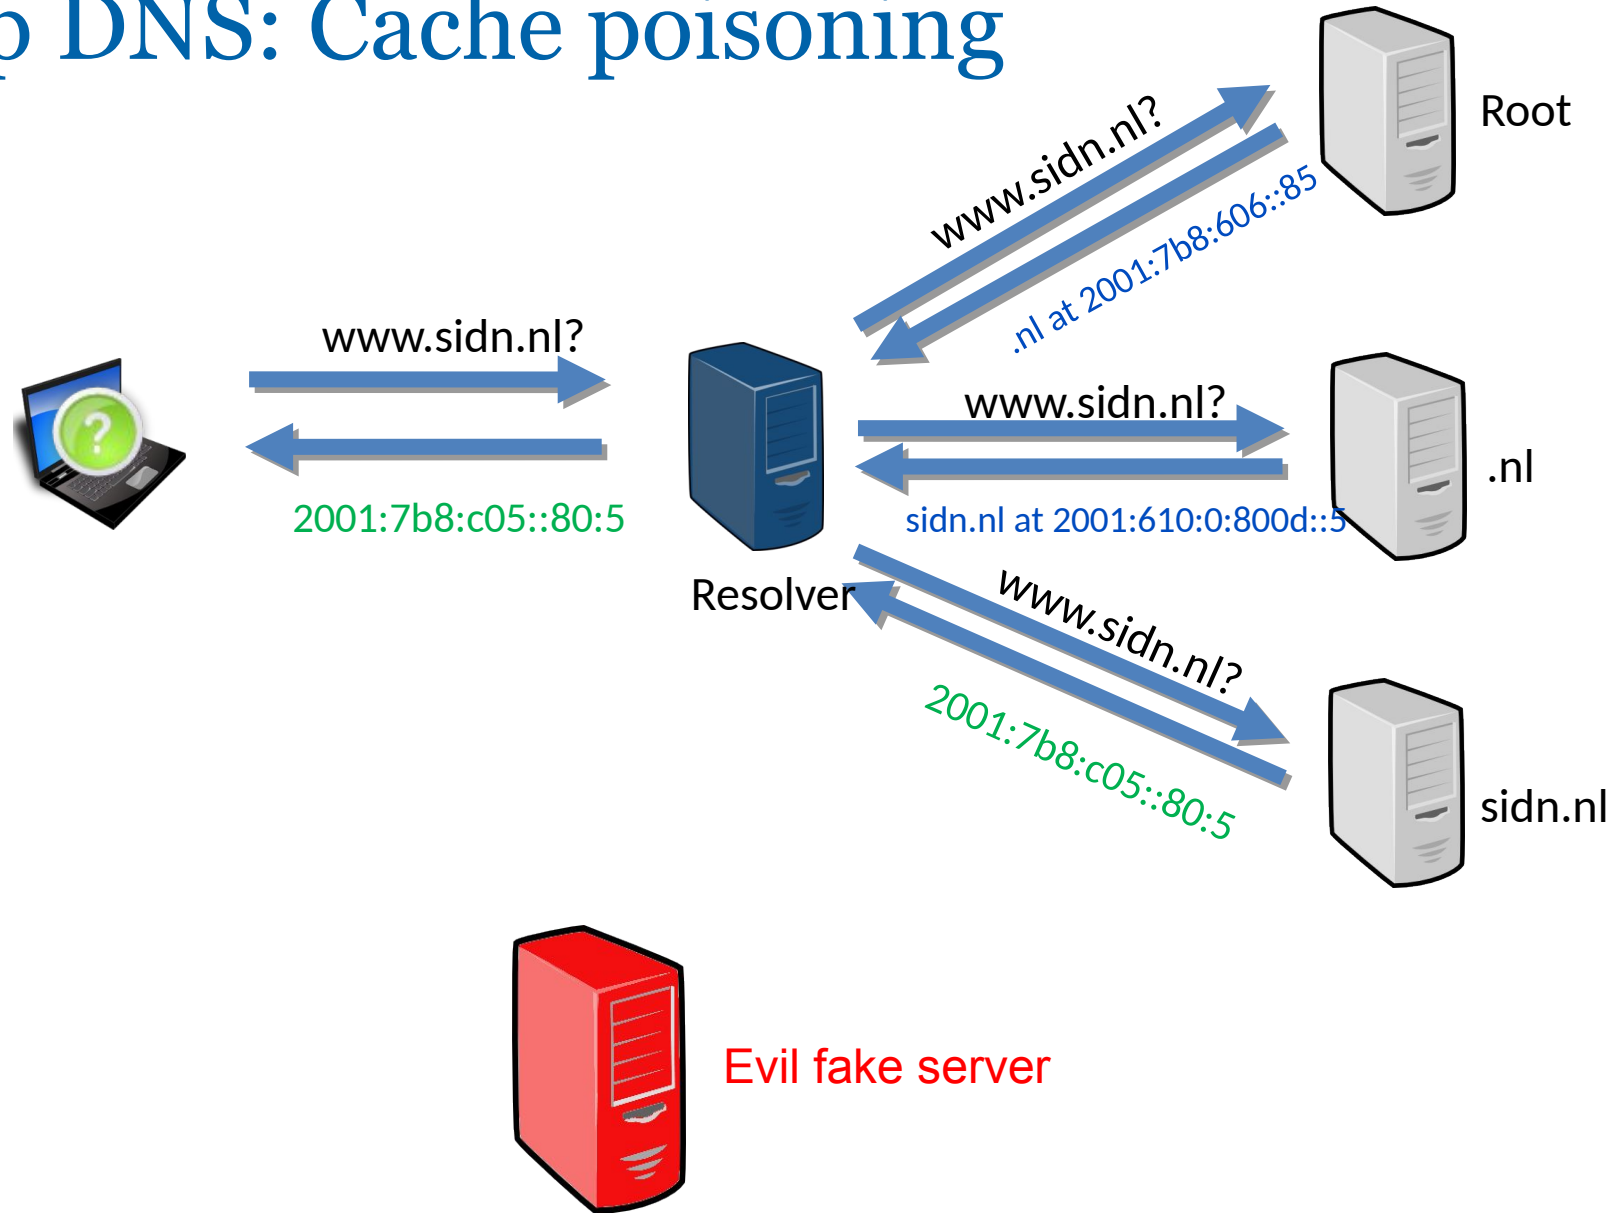 DNS: Cache poisoning
Root
www.sidn.nl?
.nl at 2001:7b8:606::85
www.sidn.nl?
www.sidn.nl?
.nl
2001:7b8:c05::80:5
sidn.nl at 2001:610:0:800d::5
Resolver
www.sidn.nl?
2001:7b8:c05::80:5
sidn.nl
Evil fake server